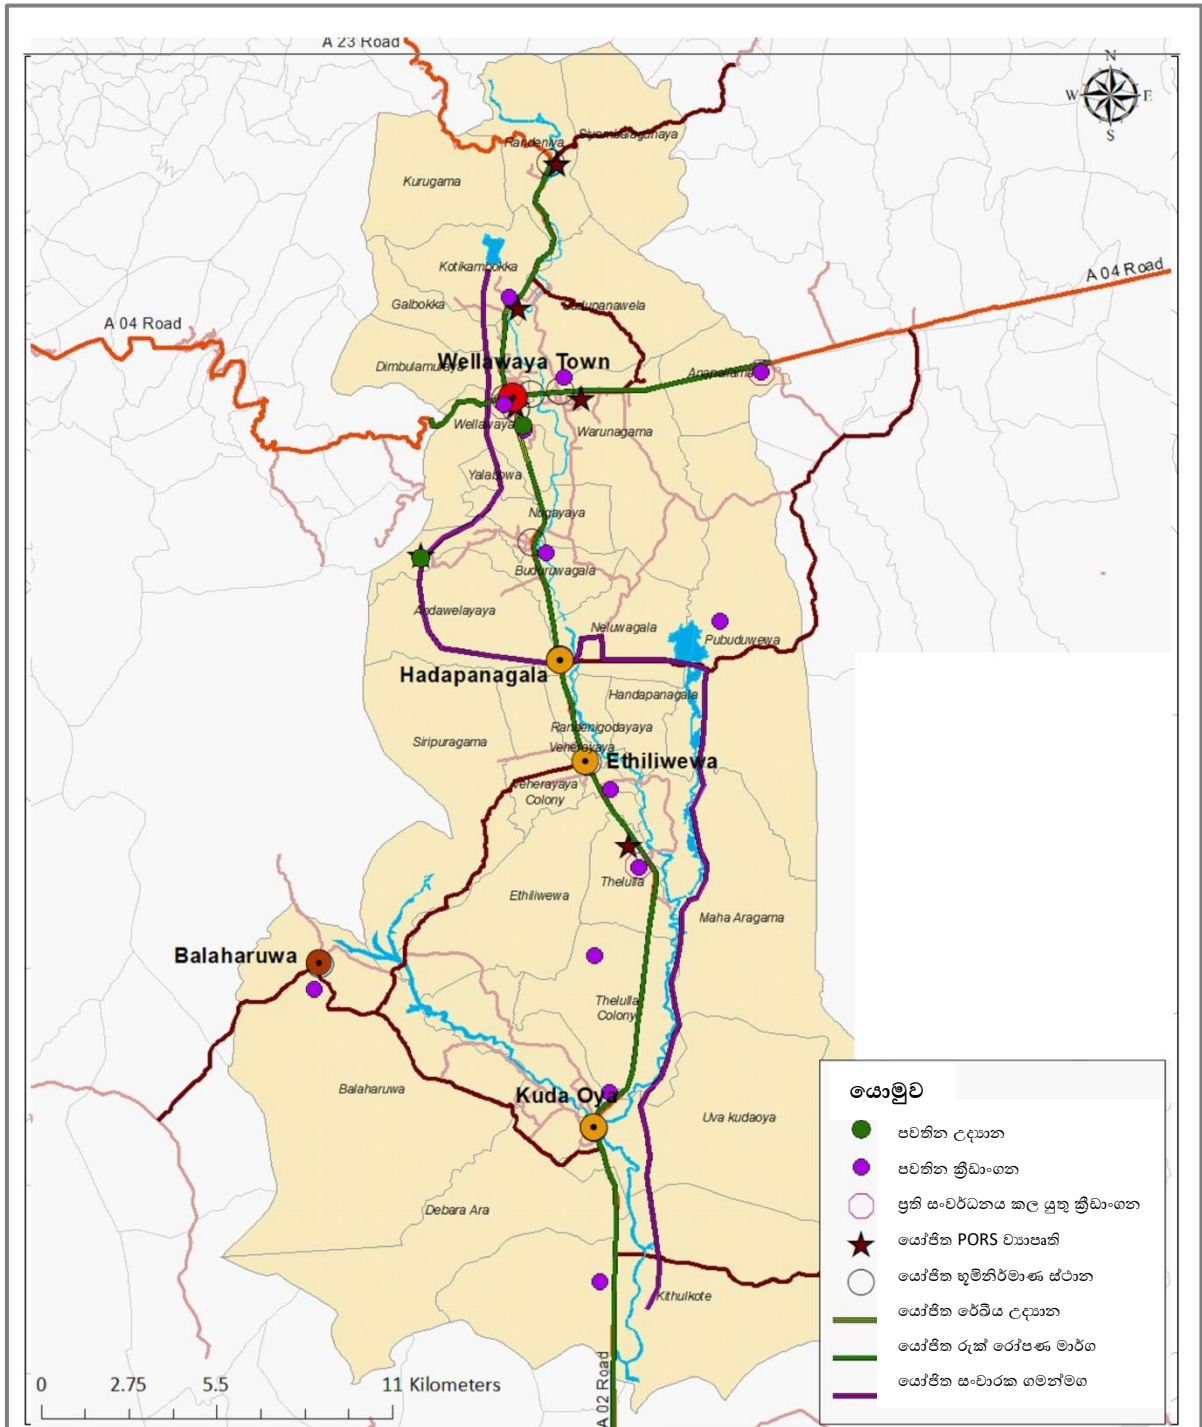 A 23 Road
N
W E
S
Randeniya
Siyambalagunaya
Kurugama
Kotikambokka
Galbokka
A 04 Road
A 04 Road
Wellawaya Town
Anapallama
Wellawaya
Warunagama
Yalabowa
Nugayaya
Buduruwagala
Andawelayaya
Neluwagala
Pubuduwewa
Hadapanagala
Handapanagala
Randenigodayaya
Siripuragama
Veherayaya
Ethiliwewa
Veherayaya
Colony
Ethiliwewa
Thelulla
Maha Aragama
Balaharuwa
Thelulla
Colony
Balaharuwa
Kuda Oya
Uva kudaoya
Debara Ara
Kithulkote
A 02 Road
0 2.75 5.5 11 Kilometers
යොමුව
පවතින උද්‍යාන
පවතින ක්‍රීඩාංගන
ප්‍රති සංවර්ධනය කල යුතු ක්‍රීඩාංගන
යෝජිත PORS ව්‍යාපෘති
යෝජිත භූමිනිර්මාණ ස්ථාන
යෝජිත රේඛීය උද්‍යාන
යෝජිත රුක් රෝපණ මාර්ග
යෝජිත සංචාරක ගමන්මග